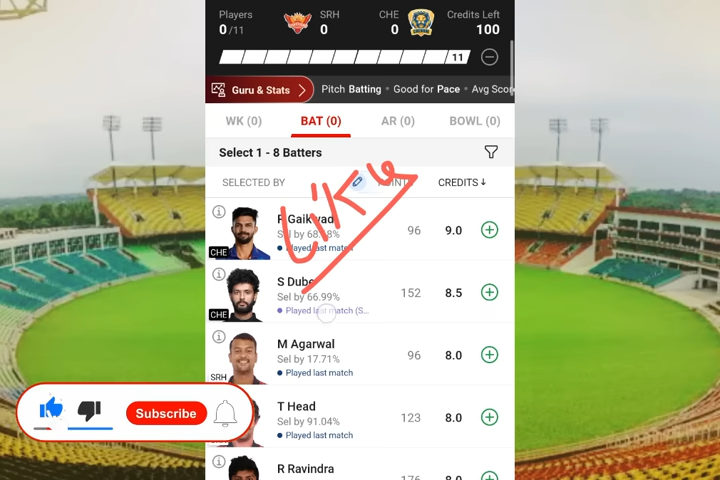 Players SRH CHE Credits Left
0/11 0 0 100
11
Guru & Stats Pitch Batting • Good for Pace • Avg Scor
WK (0) BAT (0) AR (0) BOWL (0)
Select 1 - 8 Batters
SELECTED BY CREDITS ↓
LIKE
Gaikwad 96 9.0
Sel by 68.
Played last match
CHE
S Dube 152 8.5
Sel by 66.99%
Played last match (S...
CHE
M Agarwal 96 8.0
Sel by 17.71%
Played last match
SRH
T Head 123 8.0
Sel by 91.04%
Played last match
Subscribe
R Ravindra